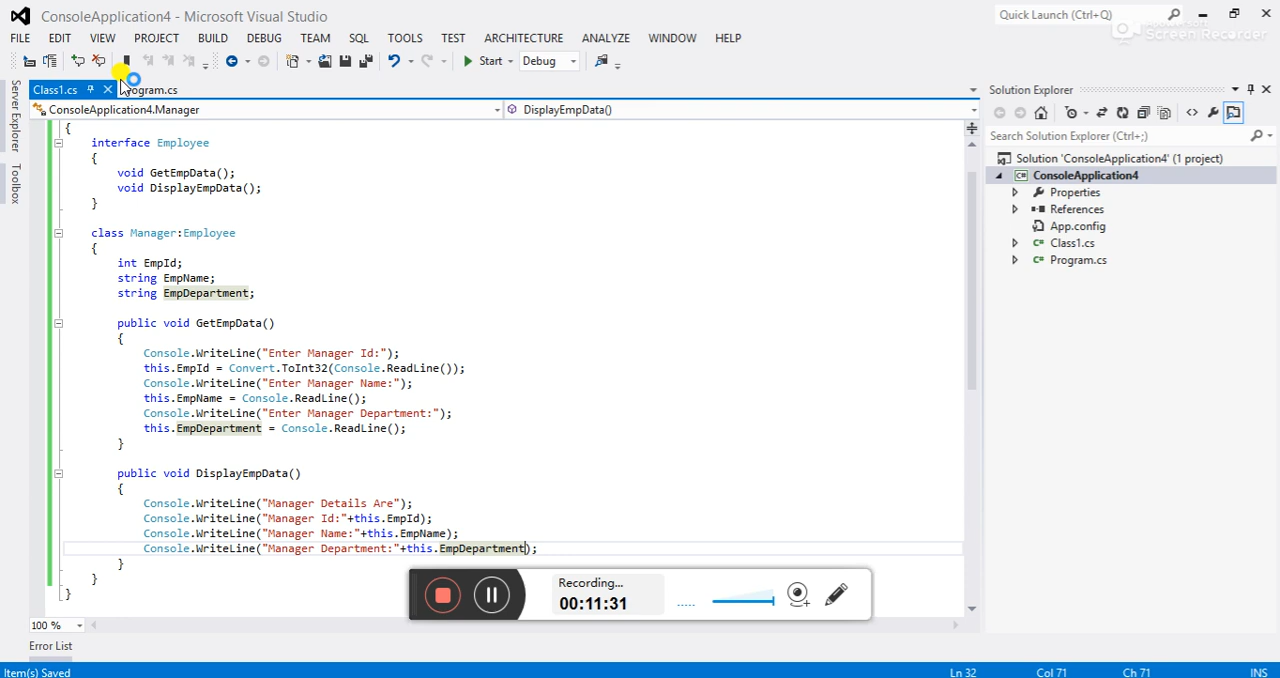 ConsoleApplication4 - Microsoft Visual Studio
Quick Launch (Ctrl+Q)
Screen Recorder
FILE EDIT VIEW PROJECT BUILD DEBUG TEAM SQL TOOLS TEST ARCHITECTURE ANALYZE WINDOW HELP
Start Debug
Class1.cs
rogram.cs
Solution Explorer
ConsoleApplication4.Manager
DisplayEmpData()
Server Explorer
Toolbox
Search Solution Explorer (Ctrl+;)
Solution 'ConsoleApplication4' (1 project)
ConsoleApplication4
Properties
References
App.config
Class1.cs
Program.cs
{
interface Employee
{
void GetEmpData();
void DisplayEmpData();
}
class Manager:Employee
{
int EmpId;
string EmpName;
string EmpDepartment;
public void GetEmpData()
{
Console.WriteLine("Enter Manager Id:");
this.EmpId = Convert.ToInt32(Console.ReadLine());
Console.WriteLine("Enter Manager Name:");
this.EmpName = Console.ReadLine();
Console.WriteLine("Enter Manager Department:");
this.EmpDepartment = Console.ReadLine();
}
public void DisplayEmpData()
{
Console.WriteLine("Manager Details Are");
Console.WriteLine("Manager Id:"+this.EmpId);
Console.WriteLine("Manager Name:"+this.EmpName);
Console.WriteLine("Manager Department:"+this.EmpDepartment);
}
}
}
Recording...
00:11:31
100 %
Error List
Item(s) Saved
Ln 32 Col 71 Ch 71 INS